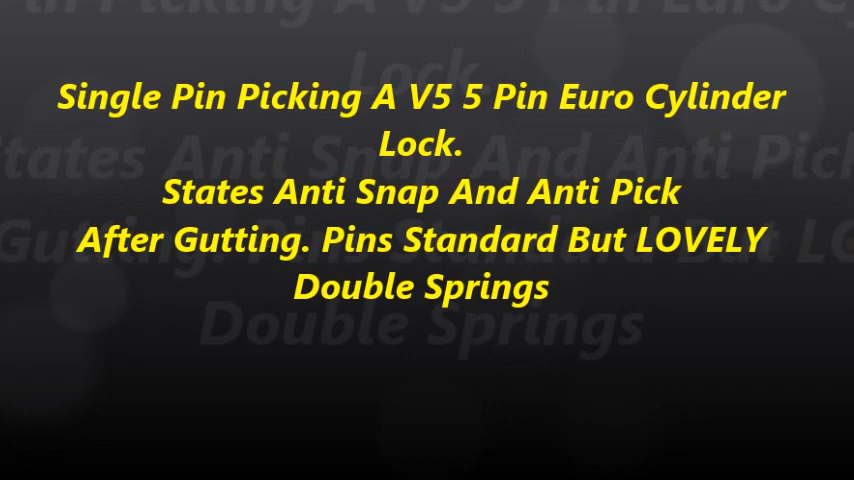 Single Pin Picking A V5 5 Pin Euro Cylinder
Lock.
States Anti Snap And Anti Pick
After Gutting. Pins Standard But LOVELY
Double Springs